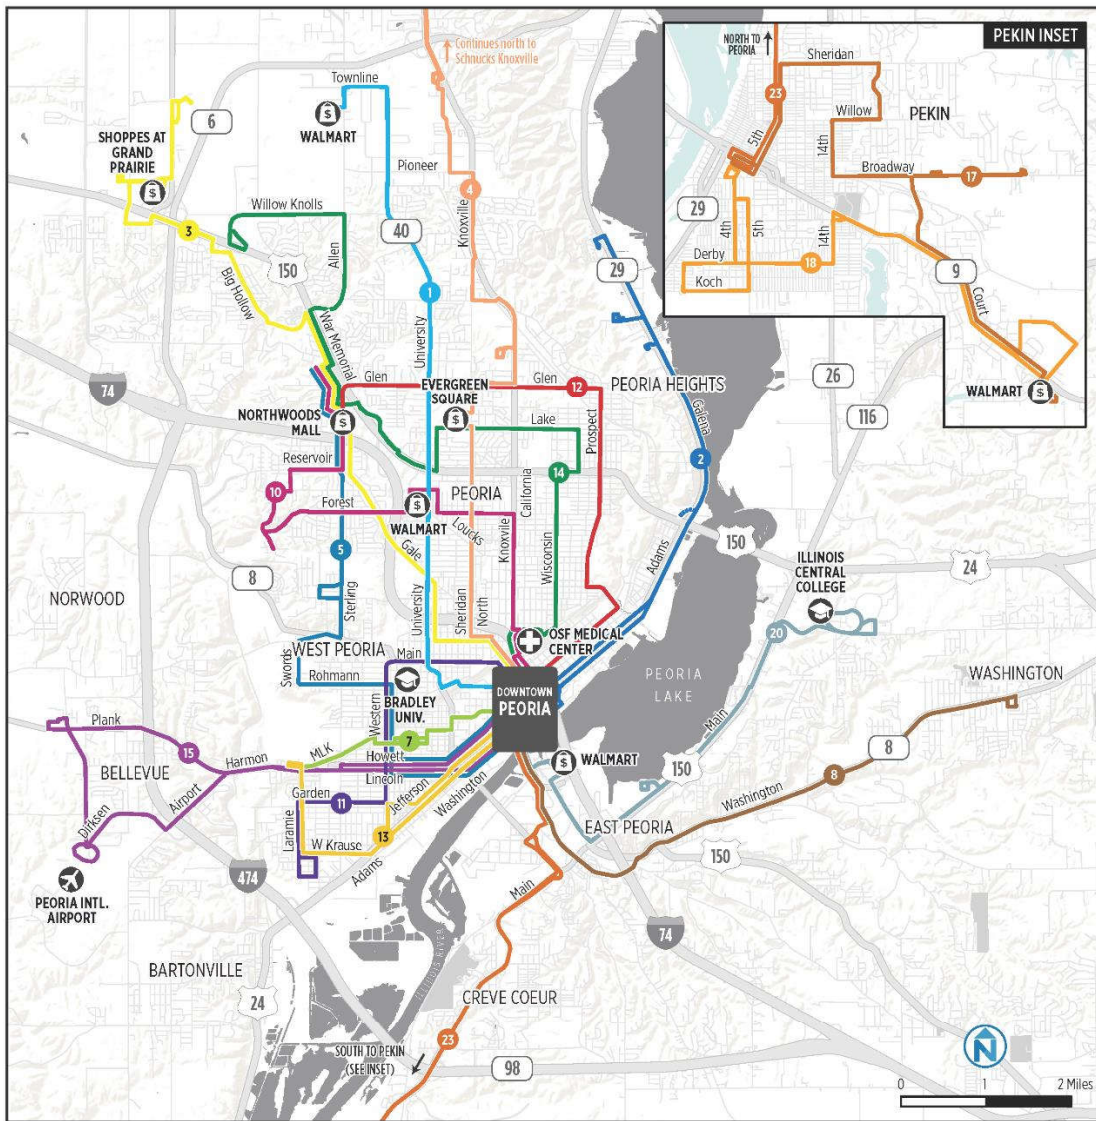 PEKIN INSET
NORTH TO
PEORIA
Sheridan
23
PEKIN
Willow
5th
14th
Broadway
17
29
4th
5th
14th
Derby
18
9
Koch
Court
WALMART
Continues north to
Schnucks Knoxville
Townline
6
WALMART
SHOPPES AT
GRAND
PRAIRIE
Pioneer
4
Willow Knolls
Knoxville
40
3
29
Allen
150
Big Hollow
1
War Memorial
University
26
74
Glen
EVERGREEN
SQUARE
Glen
12
PEORIA HEIGHTS
116
NORTHWOODS
MALL
Lake
Prospect
Galena
2
Reservoir
14
10
PEORIA
California
Forest
WALMART
Loucks
Knoxville
150
5
Gale
Wisconsin
Adams
ILLINOIS
CENTRAL
COLLEGE
24
8
NORWOOD
Sterling
University
Sheridan
North
20
OSF MEDICAL
CENTER
WEST PEORIA
Main
Swords
Rohmann
PEORIA
LAKE
WASHINGTON
BRADLEY
UNIV.
DOWNTOWN
PEORIA
Main
Plank
Western
15
MLK
7
8
Harmon
Howett
WALMART
150
BELLEVUE
Lincoln
8
Airport
Garden
11
Jefferson
Washington
Washington
Dirksen
Laramie
13
EAST PEORIA
W Krause
150
Adams
474
Main
PEORIA INTL.
AIRPORT
74
BARTONVILLE
ILLINOIS RIVER
24
CREVE COEUR
23
SOUTH TO PEKIN
(SEE INSET)
98
N
0 1 2 Miles